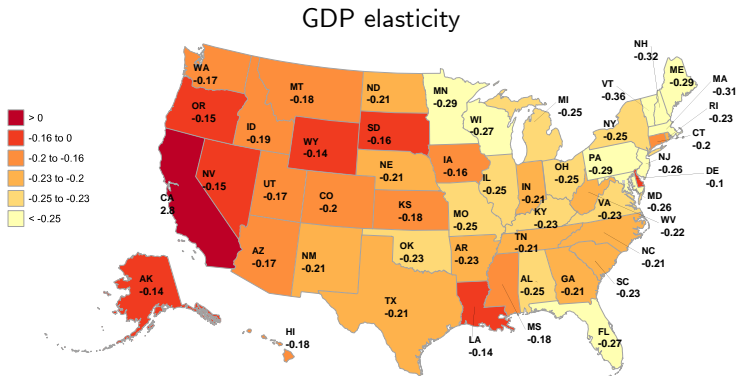 GDP elasticity
> 0
-0.16 to 0
-0.2 to -0.16
-0.23 to -0.2
-0.25 to -0.23
< -0.25
WA
-0.17
OR
-0.15
CA
2.8
NV
-0.15
ID
-0.19
MT
-0.18
WY
-0.14
UT
-0.17
AZ
-0.17
CO
-0.2
NM
-0.21
ND
-0.21
SD
-0.16
NE
-0.21
KS
-0.18
OK
-0.23
TX
-0.21
MN
-0.29
IA
-0.16
MO
-0.25
AR
-0.23
LA
-0.14
WI
-0.27
IL
-0.25
MI
-0.25
IN
-0.21
OH
-0.25
KY
-0.23
TN
-0.21
MS
-0.18
AL
-0.25
GA
-0.21
FL
-0.27
SC
-0.23
NC
-0.21
VA
-0.23
WV
-0.22
MD
-0.26
DE
-0.1
NJ
-0.26
PA
-0.29
NY
-0.25
CT
-0.2
RI
-0.23
MA
-0.31
VT
-0.36
NH
-0.32
ME
-0.29
AK
-0.14
HI
-0.18